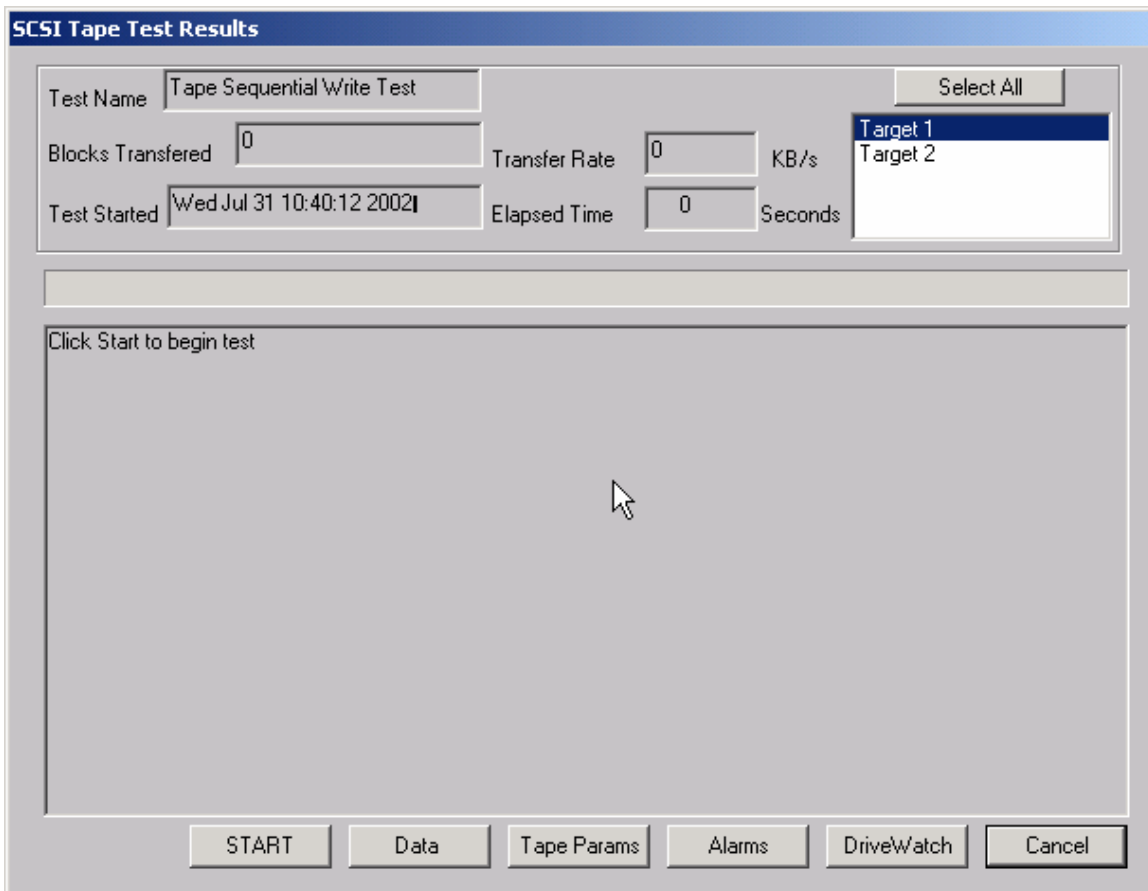 SCSI Tape Test Results
Test Name Tape Sequential Write Test
Select All
Blocks Transfered 0
Transfer Rate 0 KB/s
Target 1
Target 2
Test Started Wed Jul 31 10:40:12 2002
Elapsed Time 0 Seconds
Click Start to begin test
START Data Tape Params Alarms DriveWatch Cancel